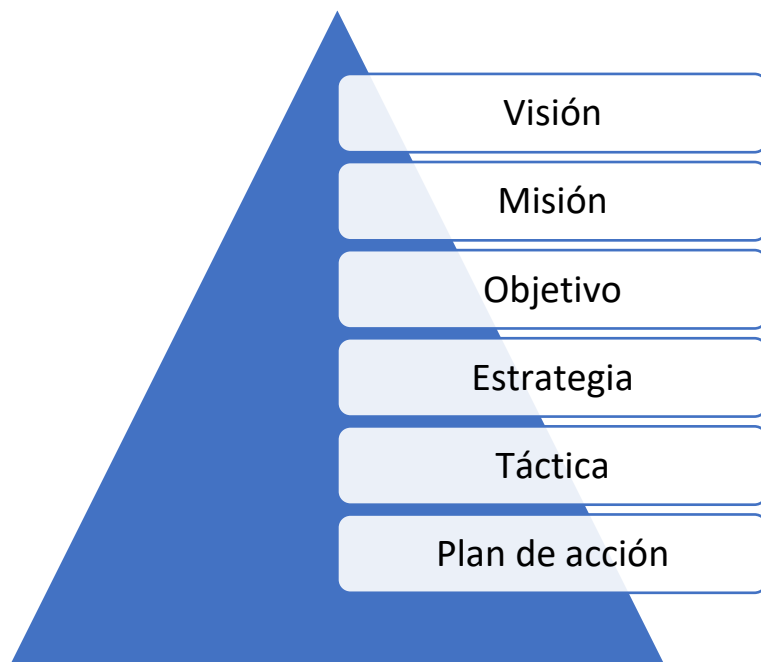 Visión
Misión
Objetivo
Estrategia
Táctica
Plan de acción